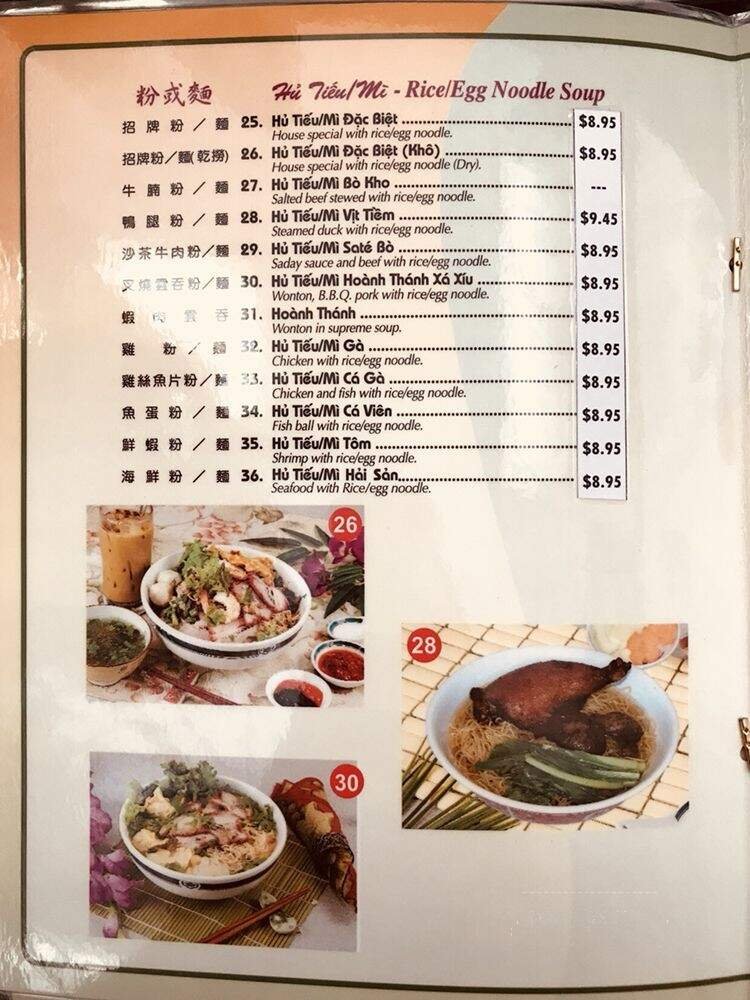 粉或麵 Hủ Tiếu/Mì - Rice/Egg Noodle Soup
招牌粉／麵 25. Hủ Tiếu/Mì Đặc Biệt $8.95
House special with rice/egg noodle.
招牌粉／麵(乾撈) 26. Hủ Tiếu/Mì Đặc Biệt (Khô) $8.95
House special with rice/egg noodle (Dry).
牛腩粉／麵 27. Hủ Tiếu/Mì Bò Kho ---
Salted beef stewed with rice/egg noodle.
鴨腿粉／麵 28. Hủ Tiếu/Mì Vịt Tiềm $9.45
Steamed duck with rice/egg noodle.
沙茶牛肉粉／麵 29. Hủ Tiếu/Mì Saté Bò $8.95
Saday sauce and beef with rice/egg noodle.
叉燒雲吞粉／麵 30. Hủ Tiếu/Mì Hoành Thánh Xá Xíu $8.95
Wonton, B.B.Q. pork with rice/egg noodle.
蝦肉雲吞 31. Hoành Thánh $8.95
Wonton in supreme soup.
雞粉／麵 32. Hủ Tiếu/Mì Gà $8.95
Chicken with rice/egg noodle.
雞絲魚片粉／麵 33. Hủ Tiếu/Mì Cá Gà $8.95
Chicken and fish with rice/egg noodle.
魚蛋粉／麵 34. Hủ Tiếu/Mì Cá Viên $8.95
Fish ball with rice/egg noodle.
鮮蝦粉／麵 35. Hủ Tiếu/Mì Tôm $8.95
Shrimp with rice/egg noodle.
海鮮粉／麵 36. Hủ Tiếu/Mì Hải Sản $8.95
Seafood with Rice/egg noodle.
26
28
30